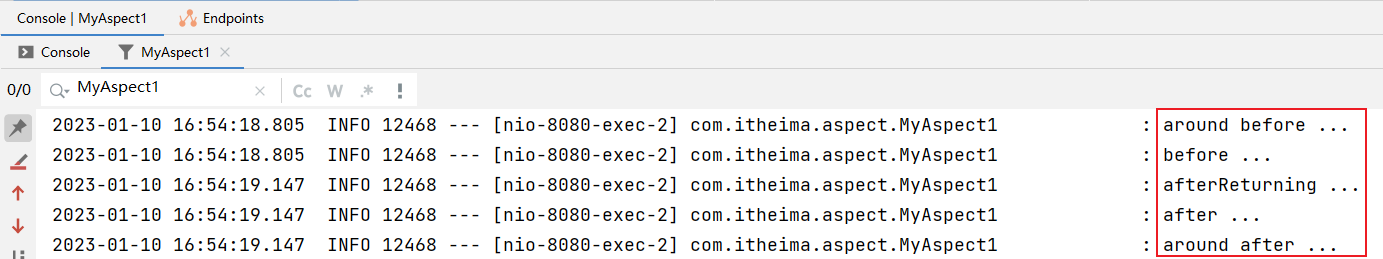 Console | MyAspect1 Endpoints
Console MyAspect1
0/0 MyAspect1 Cc W .* !
2023-01-10 16:54:18.805 INFO 12468 --- [nio-8080-exec-2] com.itheima.aspect.MyAspect1 : around before ...
2023-01-10 16:54:18.805 INFO 12468 --- [nio-8080-exec-2] com.itheima.aspect.MyAspect1 : before ...
2023-01-10 16:54:19.147 INFO 12468 --- [nio-8080-exec-2] com.itheima.aspect.MyAspect1 : afterReturning ...
2023-01-10 16:54:19.147 INFO 12468 --- [nio-8080-exec-2] com.itheima.aspect.MyAspect1 : after ...
2023-01-10 16:54:19.147 INFO 12468 --- [nio-8080-exec-2] com.itheima.aspect.MyAspect1 : around after ...